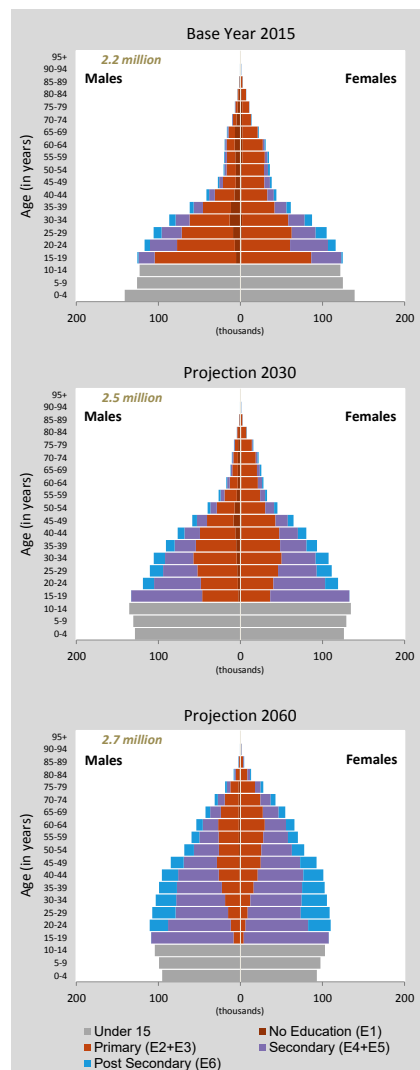 Base Year 2015
2.2 million
Males
Females
Age (in years)
95+
90-94
85-89
80-84
75-79
70-74
65-69
60-64
55-59
50-54
45-49
40-44
35-39
30-34
25-29
20-24
15-19
10-14
5-9
0-4
200 100 0 100 200
(thousands)
Projection 2030
2.5 million
Males
Females
Age (in years)
95+
90-94
85-89
80-84
75-79
70-74
65-69
60-64
55-59
50-54
45-49
40-44
35-39
30-34
25-29
20-24
15-19
10-14
5-9
0-4
200 100 0 100 200
(thousands)
Projection 2060
2.7 million
Males
Females
Age (in years)
95+
90-94
85-89
80-84
75-79
70-74
65-69
60-64
55-59
50-54
45-49
40-44
35-39
30-34
25-29
20-24
15-19
10-14
5-9
0-4
200 100 0 100 200
(thousands)
Under 15 No Education (E1)
Primary (E2+E3) Secondary (E4+E5)
Post Secondary (E6)